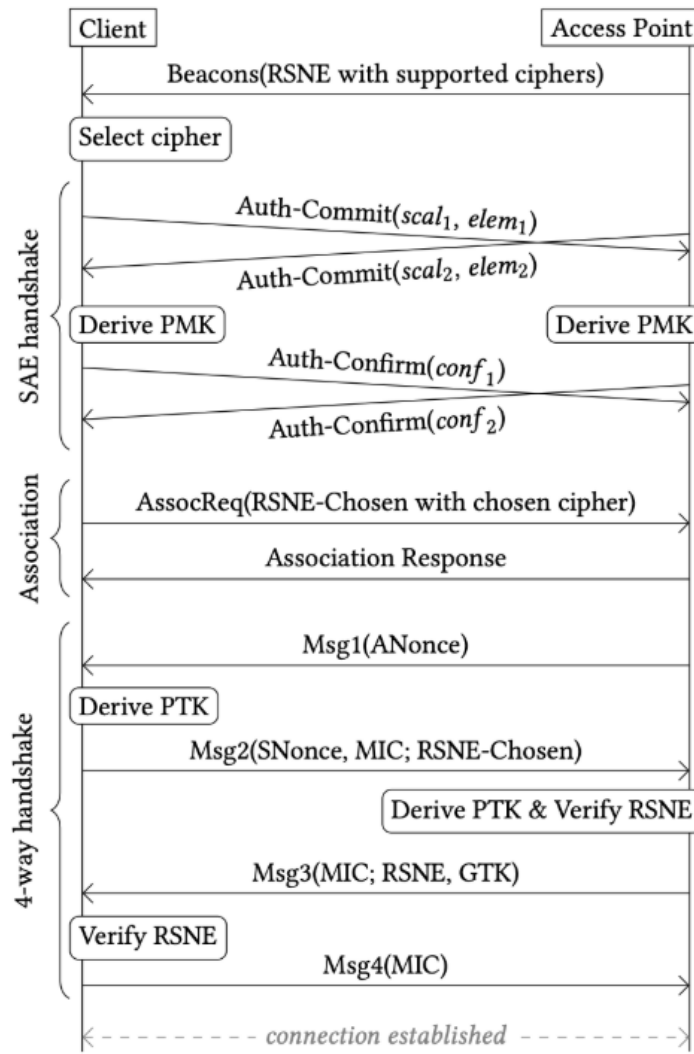 Client
Access Point
Beacons(RSNE with supported ciphers)
Select cipher
SAE handshake
Auth-Commit(scal₁, elem₁)
Auth-Commit(scal₂, elem₂)
Derive PMK
Derive PMK
Auth-Confirm(conf₁)
Auth-Confirm(conf₂)
Association
AssocReq(RSNE-Chosen with chosen cipher)
Association Response
4-way handshake
Msg1(ANonce)
Derive PTK
Msg2(SNonce, MIC; RSNE-Chosen)
Derive PTK & Verify RSNE
Msg3(MIC; RSNE, GTK)
Verify RSNE
Msg4(MIC)
connection established